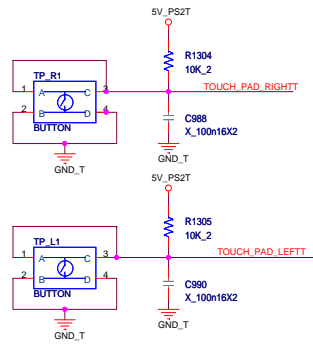 5V_PS2T
R1304
10K_2
TP_R1
TOUCH_PAD_RIGHTT
1 A C 3
2 B D 4
BUTTON
C988
X_100n16X2
GND_T
GND_T
5V_PS2T
R1305
10K_2
TP_L1
TOUCH_PAD_LEFTT
1 A C 3
2 B D 4
BUTTON
C990
X_100n16X2
GND_T
GND_T